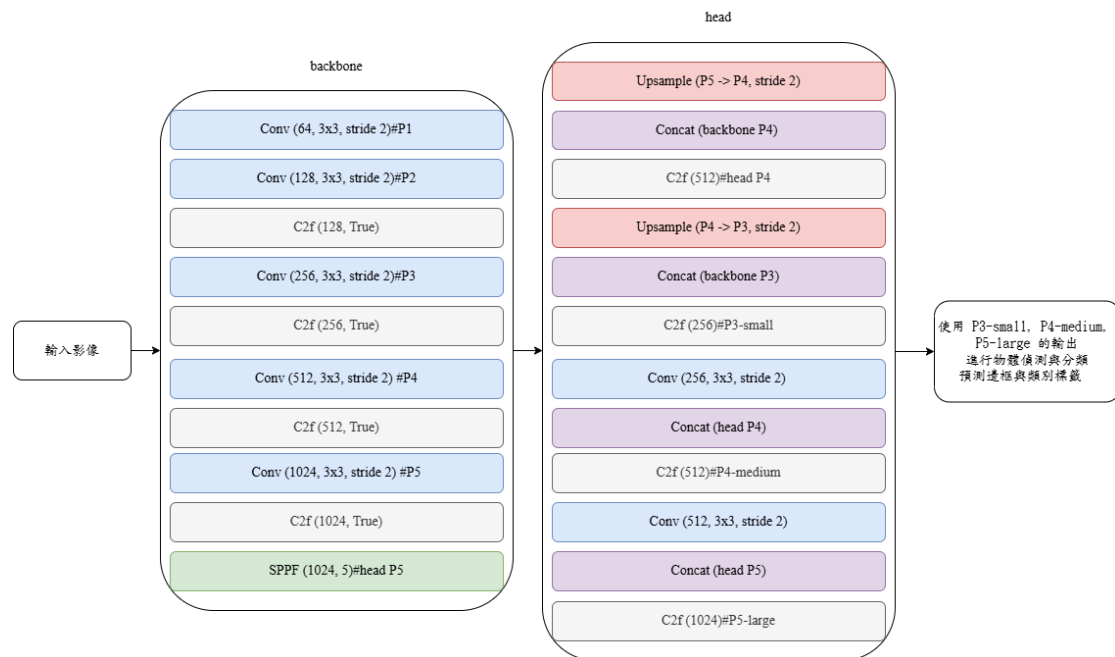 輸入影像
backbone
Conv (64, 3x3, stride 2)#P1
Conv (128, 3x3, stride 2)#P2
C2f (128, True)
Conv (256, 3x3, stride 2)#P3
C2f (256, True)
Conv (512, 3x3, stride 2) #P4
C2f (512, True)
Conv (1024, 3x3, stride 2) #P5
C2f (1024, True)
SPPF (1024, 5)#head P5
head
Upsample (P5 -> P4, stride 2)
Concat (backbone P4)
C2f (512)#head P4
Upsample (P4 -> P3, stride 2)
Concat (backbone P3)
C2f (256)#P3-small
Conv (256, 3x3, stride 2)
Concat (head P4)
C2f (512)#P4-medium
Conv (512, 3x3, stride 2)
Concat (head P5)
C2f (1024)#P5-large
使用 P3-small, P4-medium,
P5-large 的輸出
進行物體偵測與分類
預測邊框與類別標籤